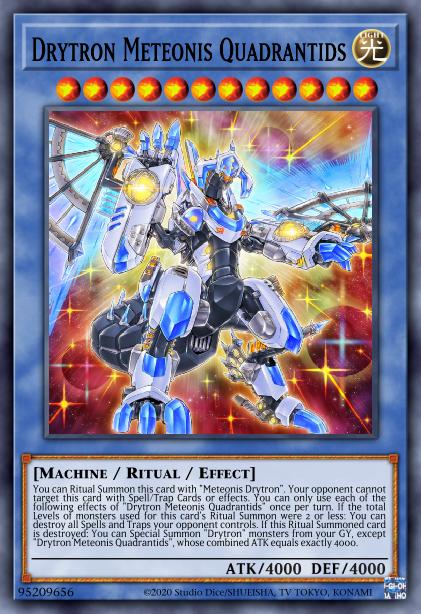 DRYTRON METEONIS QUADRANTIDS
LIGHT
光
[MACHINE / RITUAL / EFFECT]
You can Ritual Summon this card with "Meteonis Drytron". Your opponent cannot
target this card with Spell/Trap Cards or effects. You can only use each of the
following effects of "Drytron Meteonis Quadrantids" once per turn. If the total
Levels of monsters used for this card's Ritual Summon were 2 or less: You can
destroy all Spells and Traps your opponent controls. If this Ritual Summoned card
is destroyed: You can Special Summon "Drytron" monsters from your GY, except
"Drytron Meteonis Quadrantids", whose combined ATK equals exactly 4000.
ATK/4000 DEF/4000
95209656
©2020 Studio Dice/SHUEISHA, TV TOKYO, KONAMI